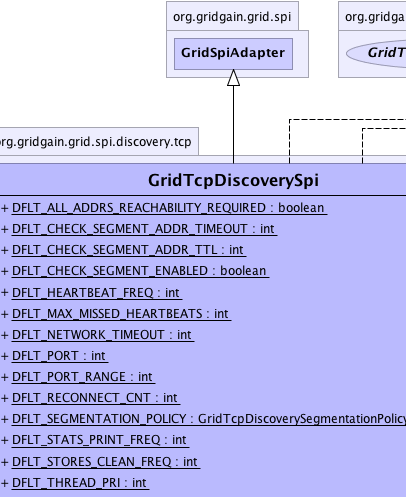 org.gridgain.grid.spi
org.gridga
GridSpiAdapter
GridT
org.gridgain.grid.spi.discovery.tcp
GridTcpDiscoverySpi
+ DFLT_ALL_ADDRS_REACHABILITY_REQUIRED : boolean
+ DFLT_CHECK_SEGMENT_ADDR_TIMEOUT : int
+ DFLT_CHECK_SEGMENT_ADDR_TTL : int
+ DFLT_CHECK_SEGMENT_ENABLED : boolean
+ DFLT_HEARTBEAT_FREQ : int
+ DFLT_MAX_MISSED_HEARTBEATS : int
+ DFLT_NETWORK_TIMEOUT : int
+ DFLT_PORT : int
+ DFLT_PORT_RANGE : int
+ DFLT_RECONNECT_CNT : int
+ DFLT_SEGMENTATION_POLICY : GridTcpDiscoverySegmentationPolicy
+ DFLT_STATS_PRINT_FREQ : int
+ DFLT_STORES_CLEAN_FREQ : int
+ DFLT_THREAD_PRI : int